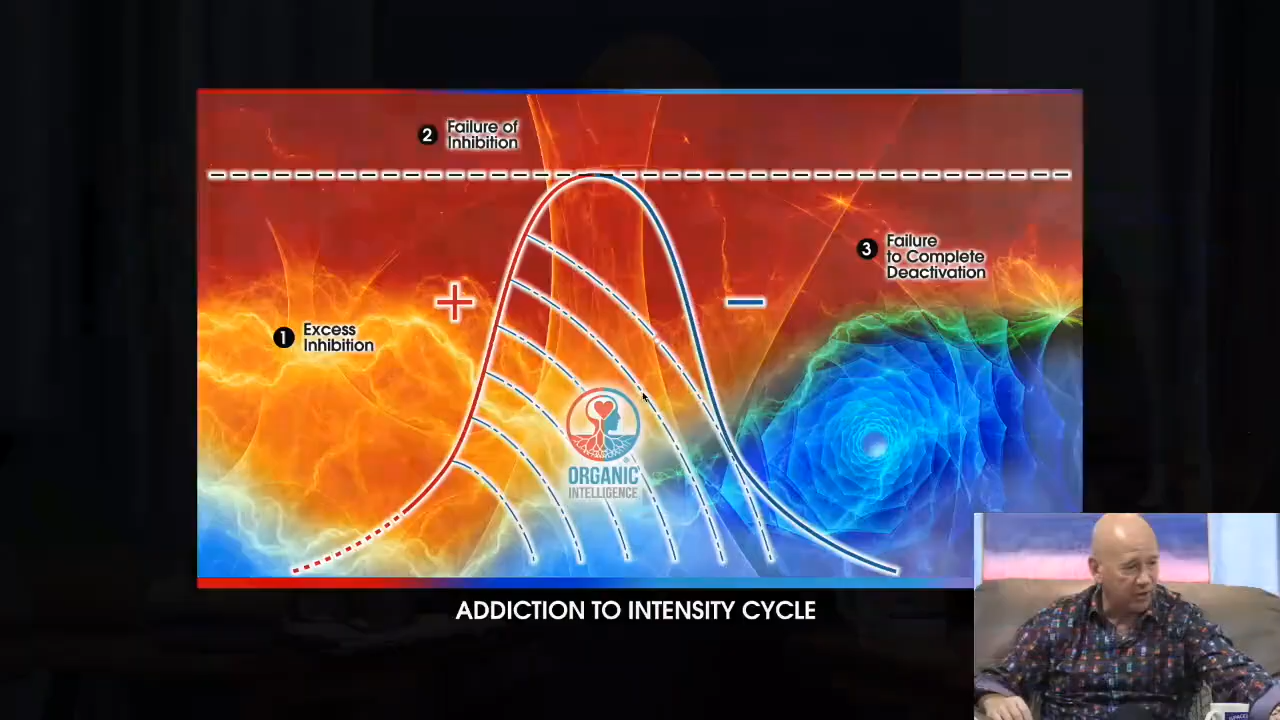 2 Failure of
Inhibition
3 Failure
to Complete
Deactivation
+
−
1 Excess
Inhibition
ORGANIC
INTELLIGENCE
ADDICTION TO INTENSITY CYCLE